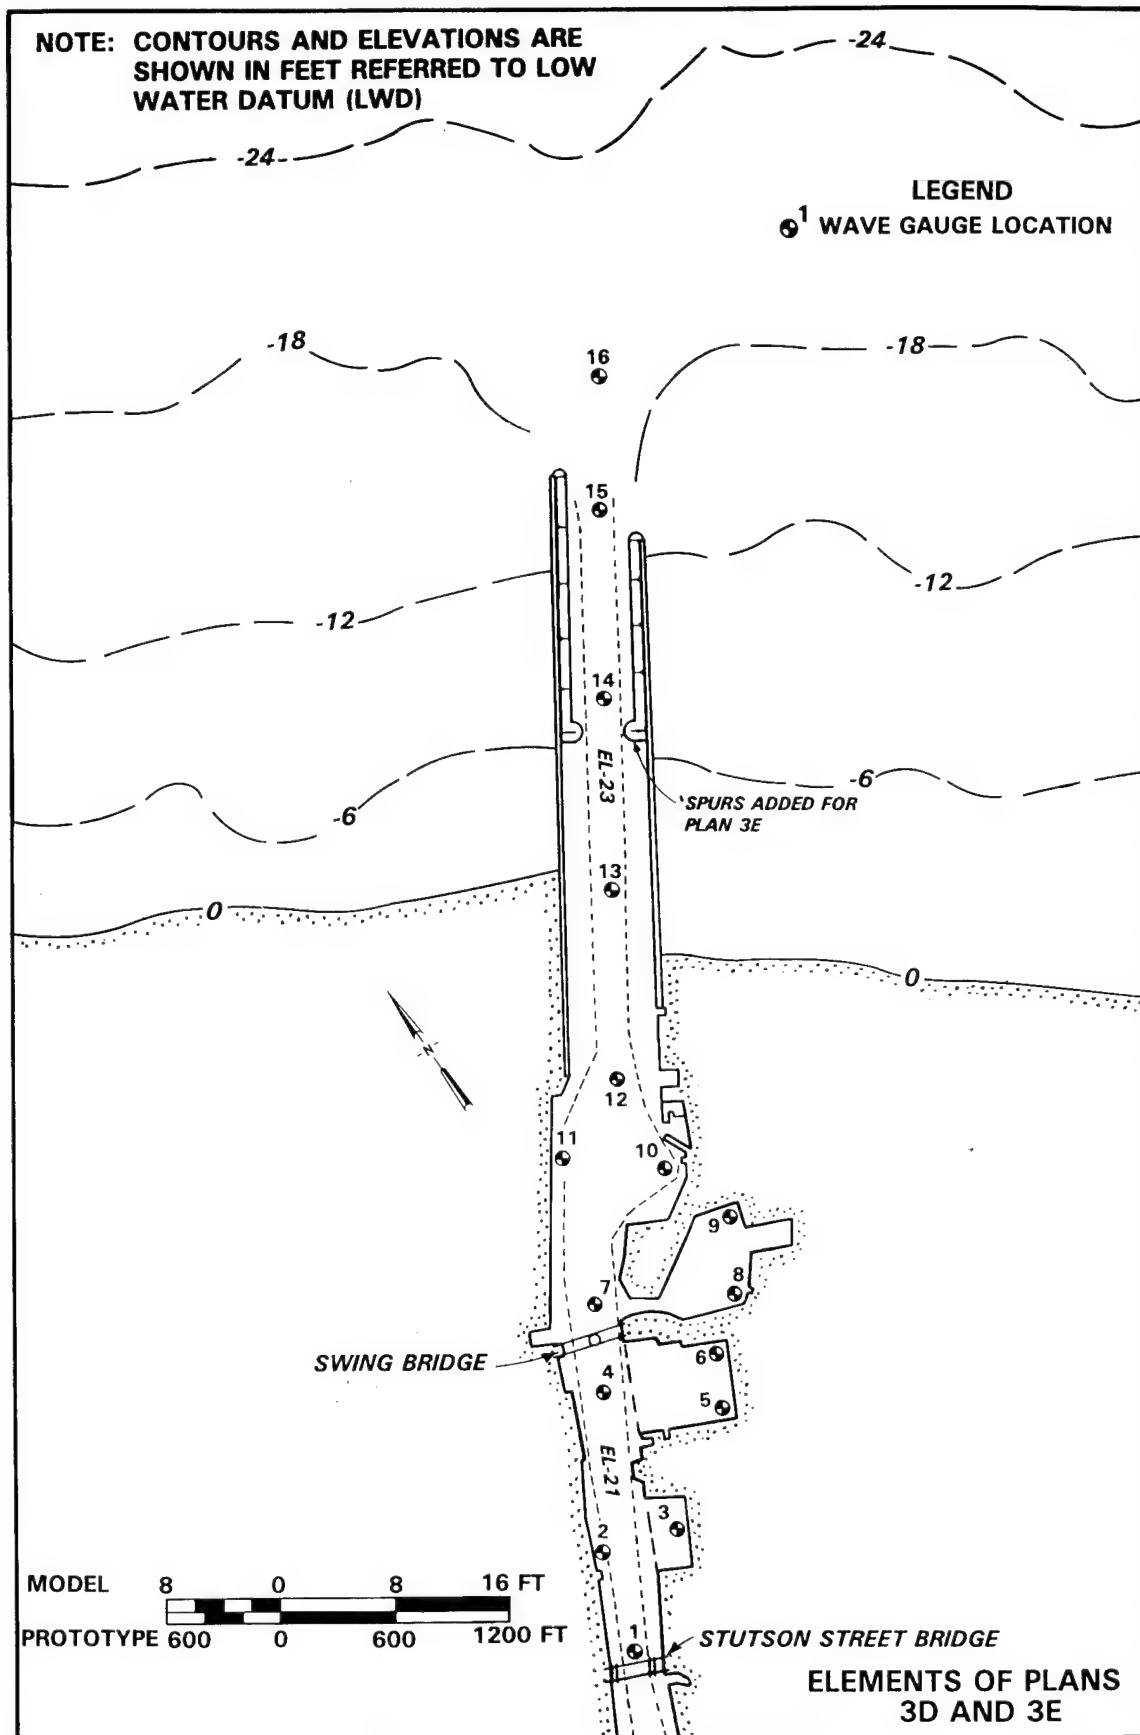 NOTE: CONTOURS AND ELEVATIONS ARE
SHOWN IN FEET REFERRED TO LOW
WATER DATUM (LWD)
-24
-24
LEGEND
1 WAVE GAUGE LOCATION
-18
-18
16
15
-12
-12
14
EL-23
-6
-6
SPURS ADDED FOR
PLAN 3E
13
0
0
N
12
11
10
9
8
7
SWING BRIDGE
6
4
5
EL-21
3
2
MODEL 8 0 8 16 FT
PROTOTYPE 600 0 600 1200 FT
1
STUTSON STREET BRIDGE
ELEMENTS OF PLANS
3D AND 3E